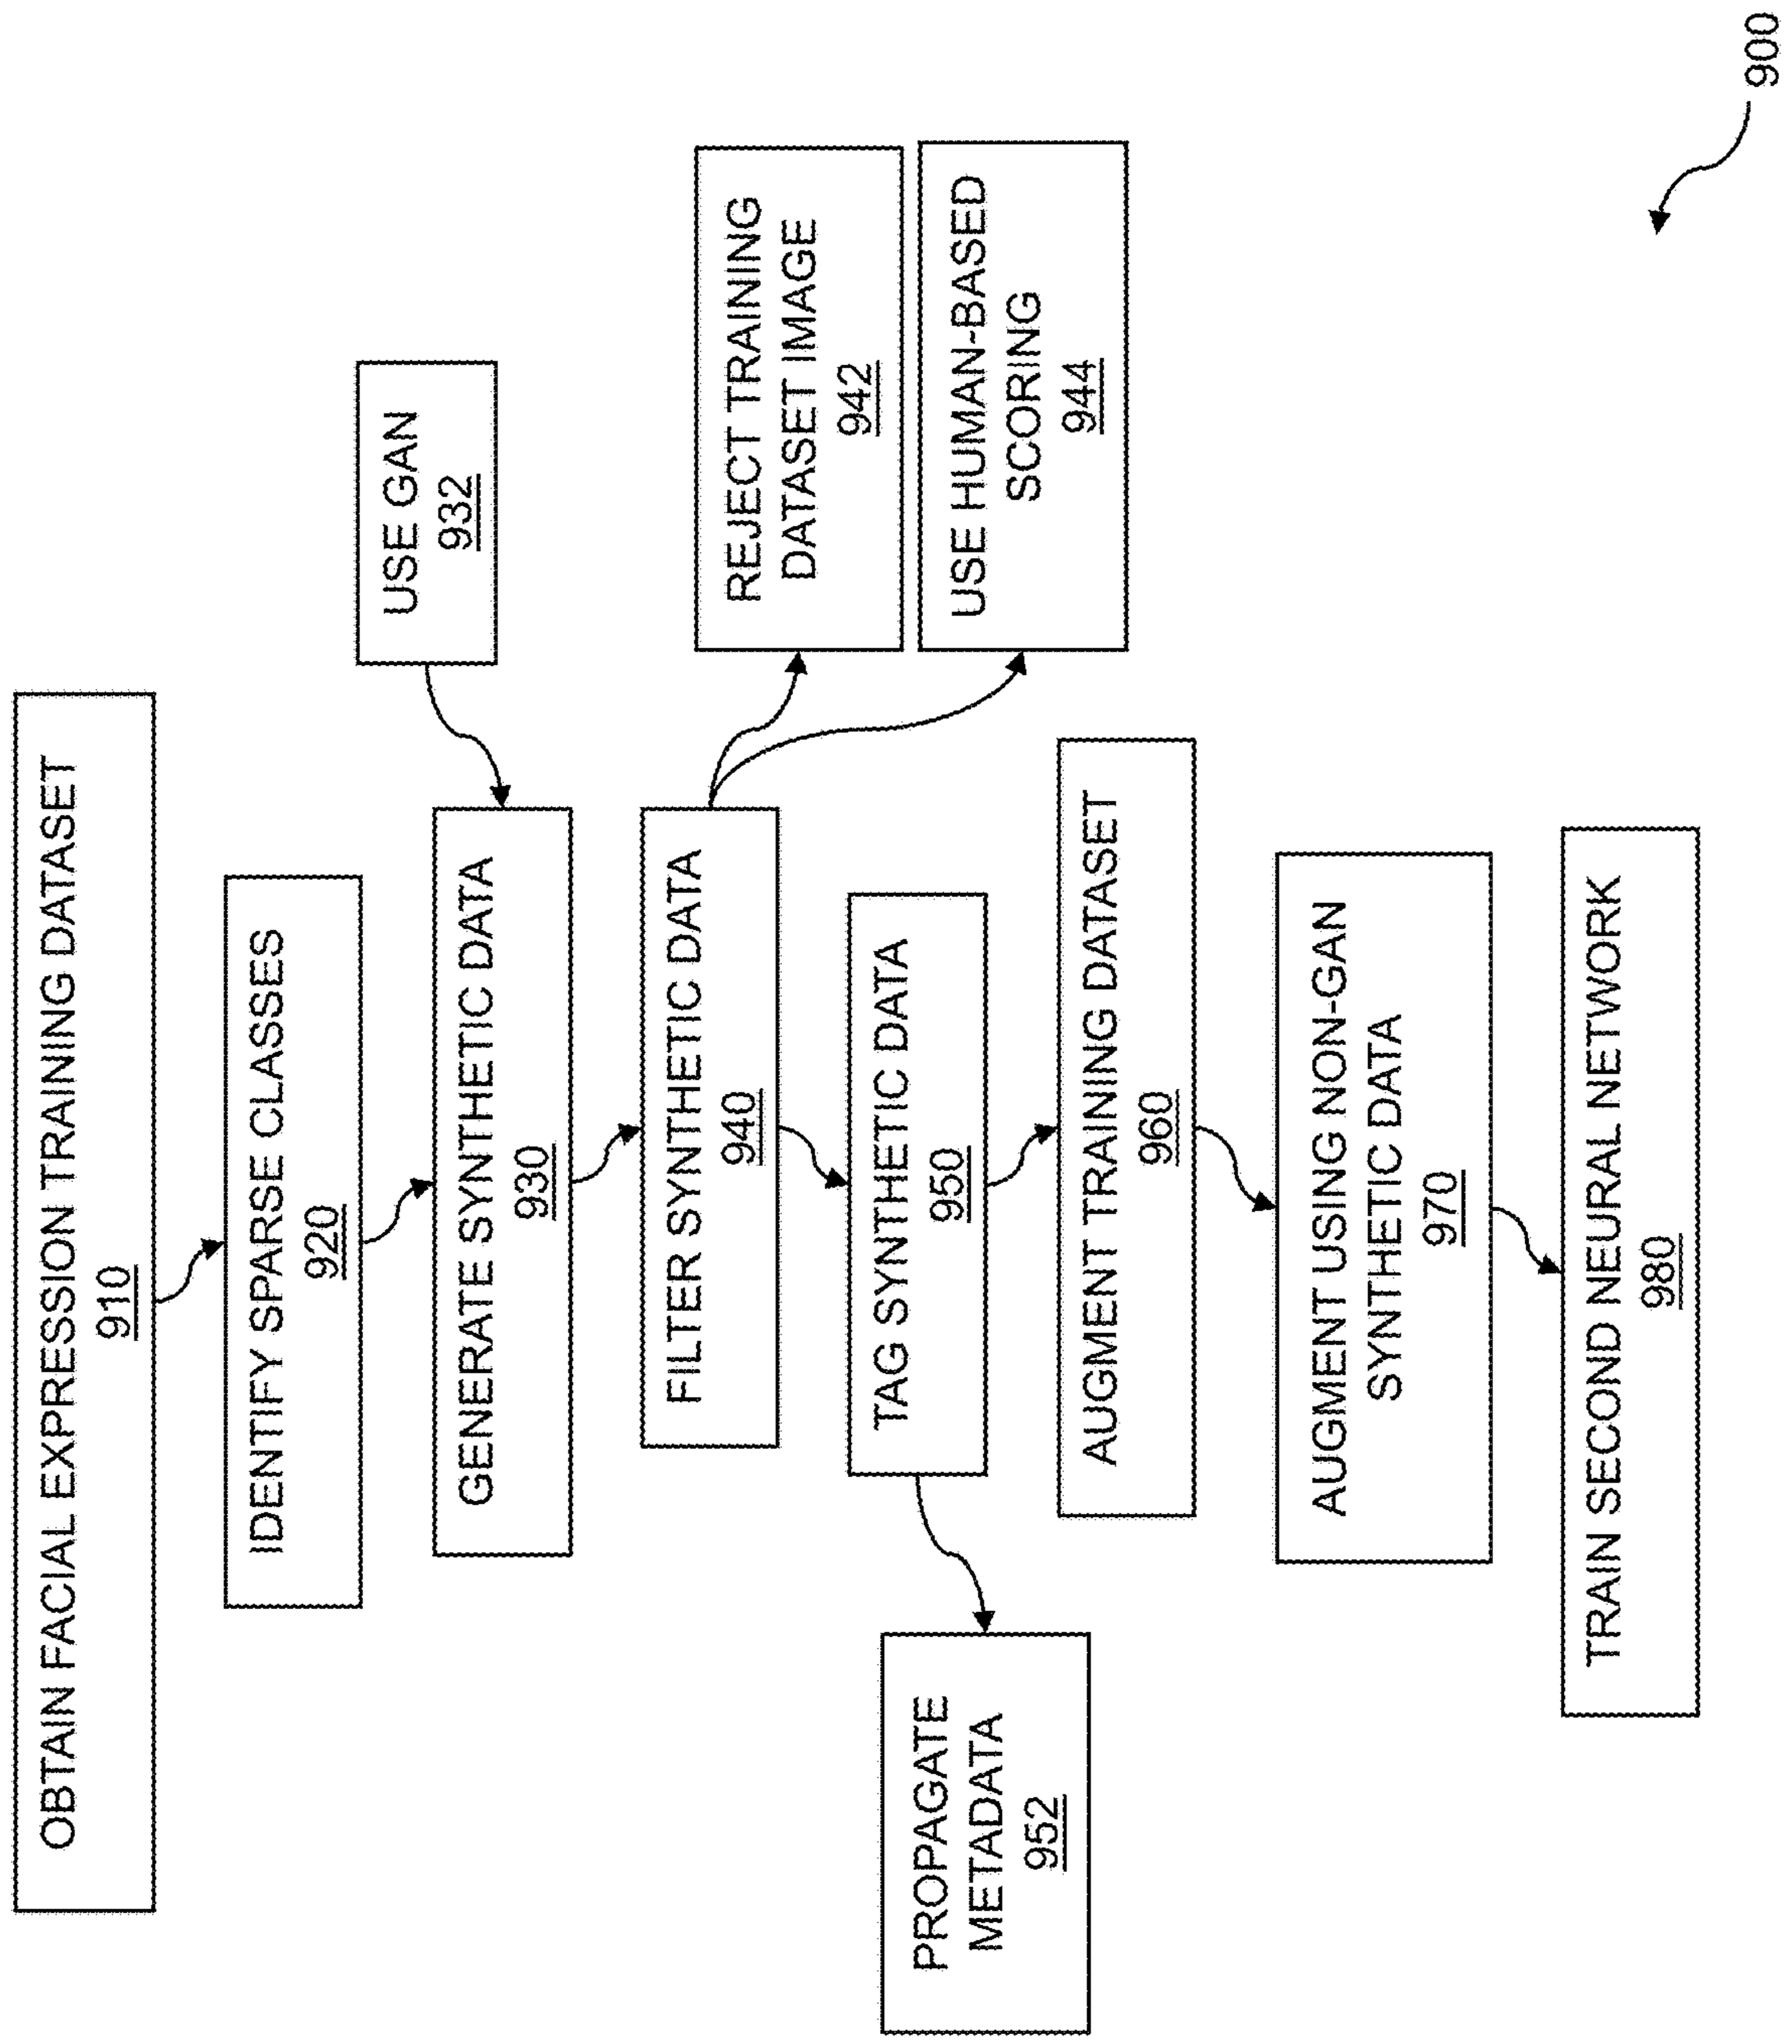 OBTAIN FACIAL EXPRESSION TRAINING DATASET
910
IDENTIFY SPARSE CLASSES
920
USE GAN
932
GENERATE SYNTHETIC DATA
930
FILTER SYNTHETIC DATA
940
REJECT TRAINING
DATASET IMAGE
942
USE HUMAN-BASED
SCORING
944
TAG SYNTHETIC DATA
950
PROPAGATE
METADATA
952
AUGMENT TRAINING DATASET
960
AUGMENT USING NON-GAN
SYNTHETIC DATA
970
TRAIN SECOND NEURAL NETWORK
980
900